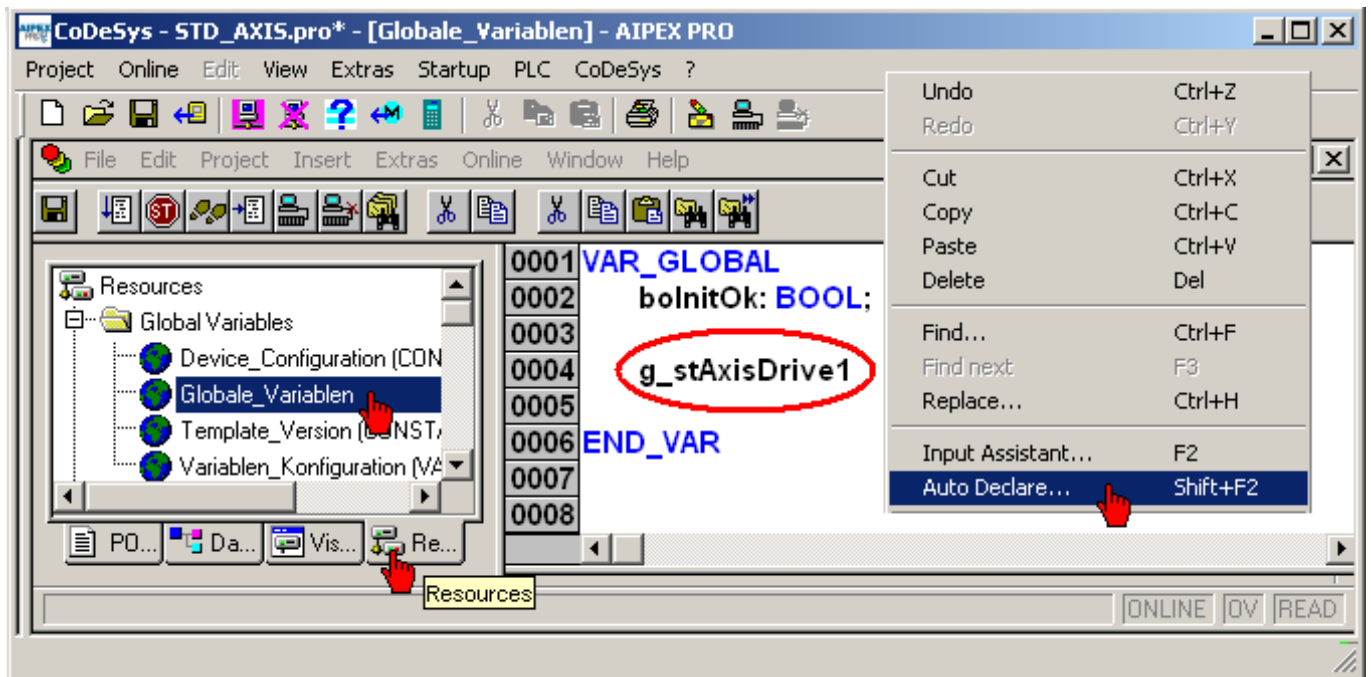 CoDeSys - STD_AXIS.pro* - [Globale_Variablen] - AIPEX PRO
Project Online Edit View Extras Startup PLC CoDeSys ?
File Edit Project Insert Extras Online Window Help
ST
Resources
Global Variables
Device_Configuration (CON
Globale_Variablen
Template_Version (CONSTA
Variablen_Konfiguration (VA
PO... Da... Vis... Re...
Resources
0001 VAR_GLOBAL
0002 boInitOk: BOOL;
0003
0004 g_stAxisDrive1
0005
0006 END_VAR
0007
0008
Undo Ctrl+Z
Redo Ctrl+Y
Cut Ctrl+X
Copy Ctrl+C
Paste Ctrl+V
Delete Del
Find... Ctrl+F
Find next F3
Replace... Ctrl+H
Input Assistant... F2
Auto Declare... Shift+F2
ONLINE OV READ